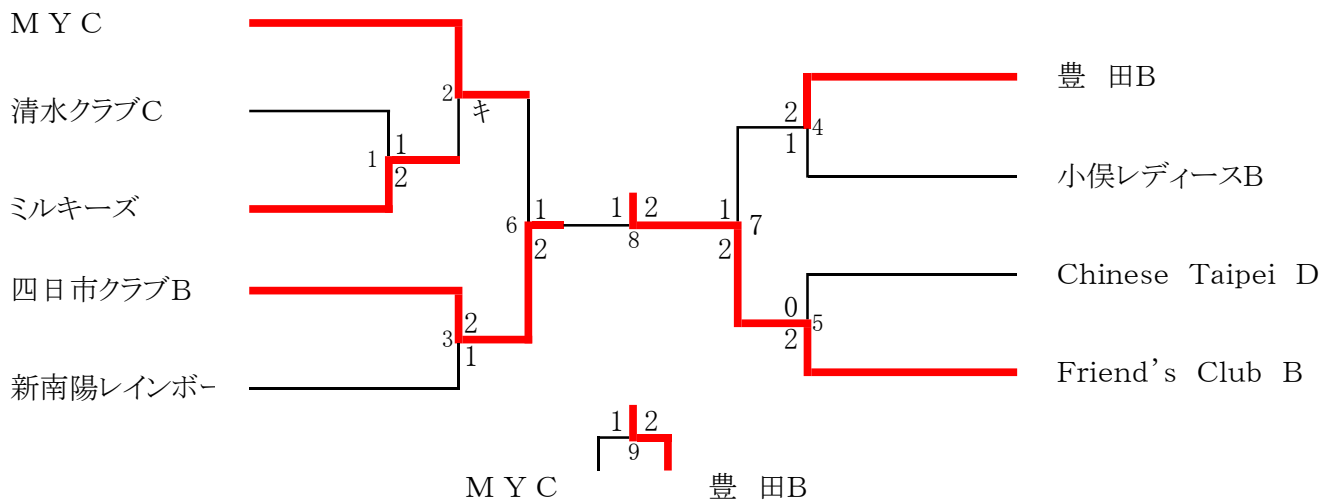 ＭＹＣ
清水クラブC
ミルキーズ
四日市クラブB
新南陽レインボー
2
キ
1
1
2
3
2
1
6
1
2
1
2
8
1
7
2
2
4
1
0
5
2
豊 田B
小俣レディースB
Chinese Taipei D
Friend's Club B
1
2
9
ＭＹＣ
豊 田B